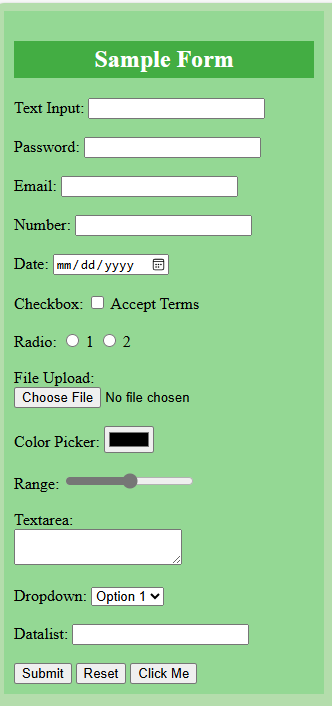 Sample Form
Text Input:
Password:
Email:
Number:
Date: mm/dd/yyyy
Checkbox: Accept Terms
Radio: 1 2
File Upload:
Choose File No file chosen
Color Picker:
Range:
Textarea:
Dropdown: Option 1
Datalist:
Submit Reset Click Me